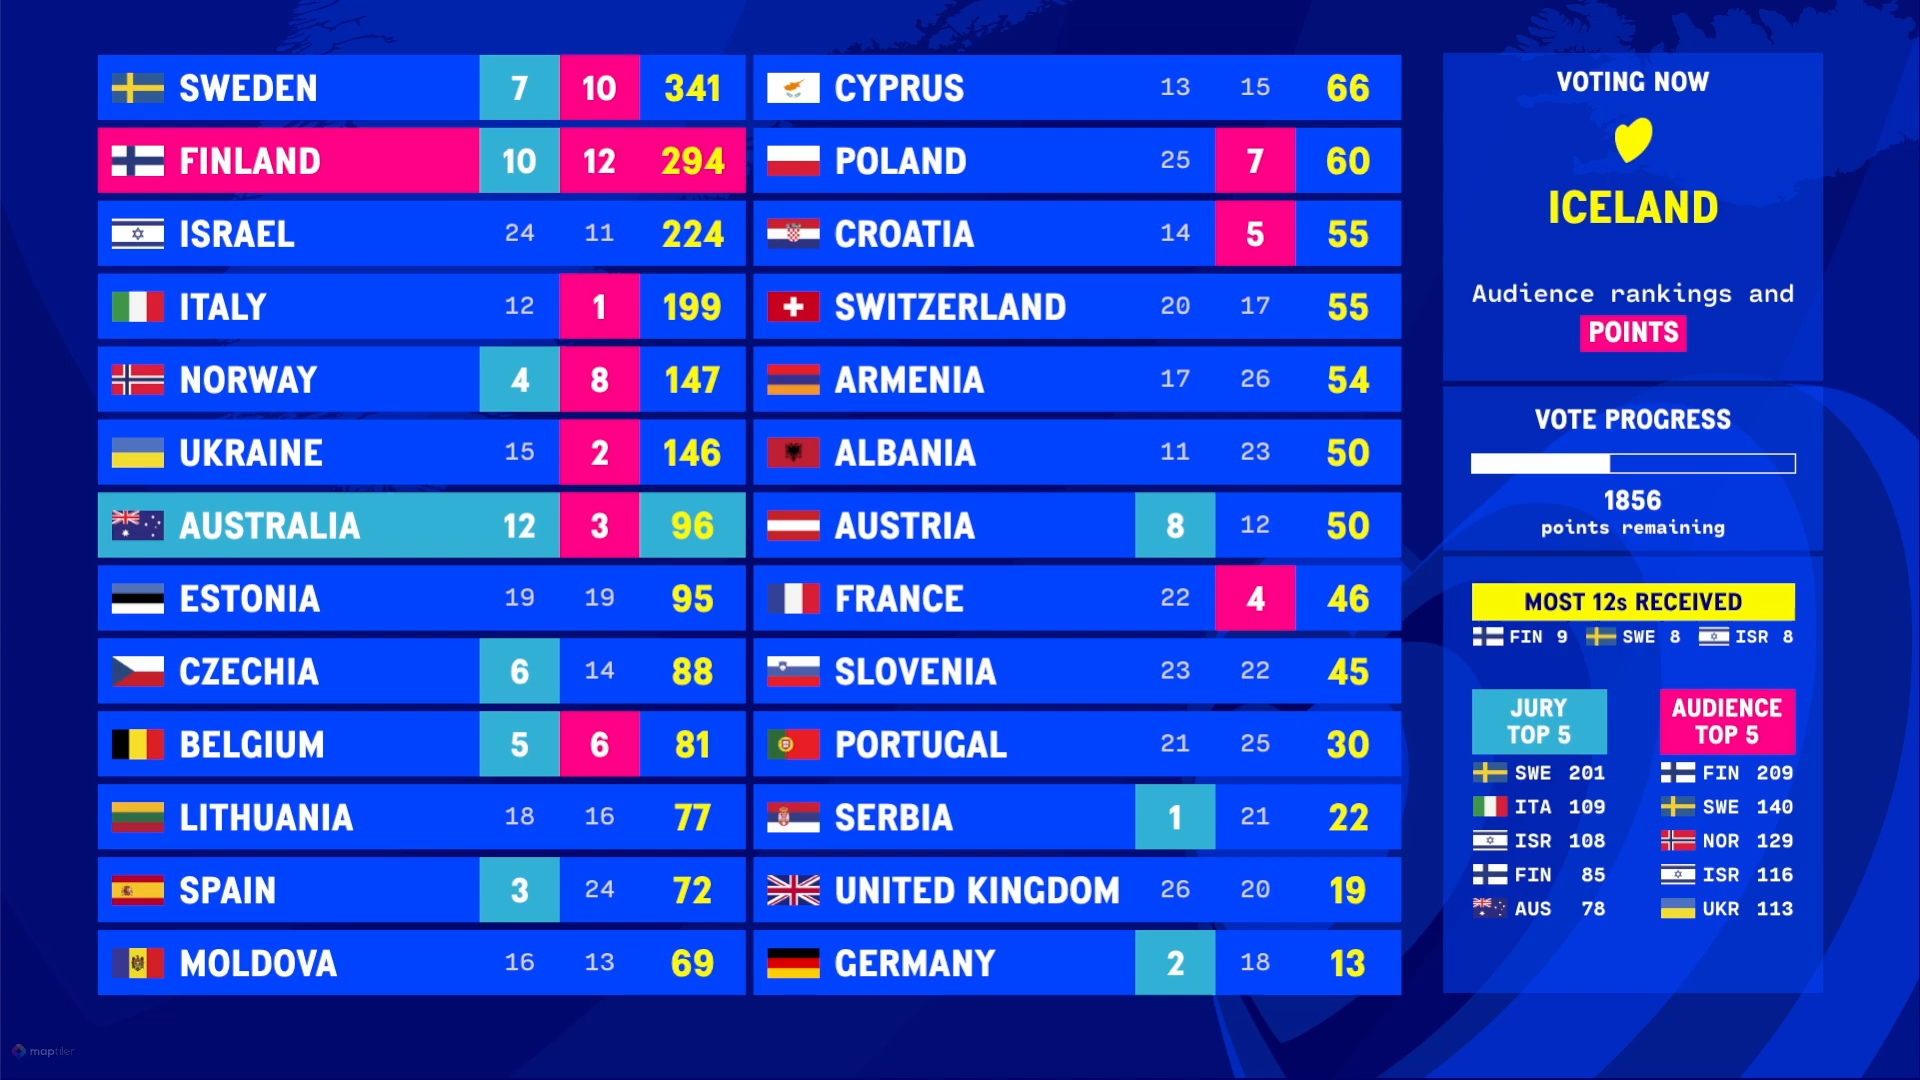 SWEDEN 7 10 341
FINLAND 10 12 294
ISRAEL 24 11 224
ITALY 12 1 199
NORWAY 4 8 147
UKRAINE 15 2 146
AUSTRALIA 12 3 96
ESTONIA 19 19 95
CZECHIA 6 14 88
BELGIUM 5 6 81
LITHUANIA 18 16 77
SPAIN 3 24 72
MOLDOVA 16 13 69
CYPRUS 13 15 66
POLAND 25 7 60
CROATIA 14 5 55
SWITZERLAND 20 17 55
ARMENIA 17 26 54
ALBANIA 11 23 50
AUSTRIA 8 12 50
FRANCE 22 4 46
SLOVENIA 23 22 45
PORTUGAL 21 25 30
SERBIA 1 21 22
UNITED KINGDOM 26 20 19
GERMANY 2 18 13
VOTING NOW
ICELAND
Audience rankings and
POINTS
VOTE PROGRESS
1856
points remaining
MOST 12s RECEIVED
FIN 9 SWE 8 ISR 8
JURY
TOP 5
SWE 201
ITA 109
ISR 108
FIN 85
AUS 78
AUDIENCE
TOP 5
FIN 209
SWE 140
NOR 129
ISR 116
UKR 113
maptiler